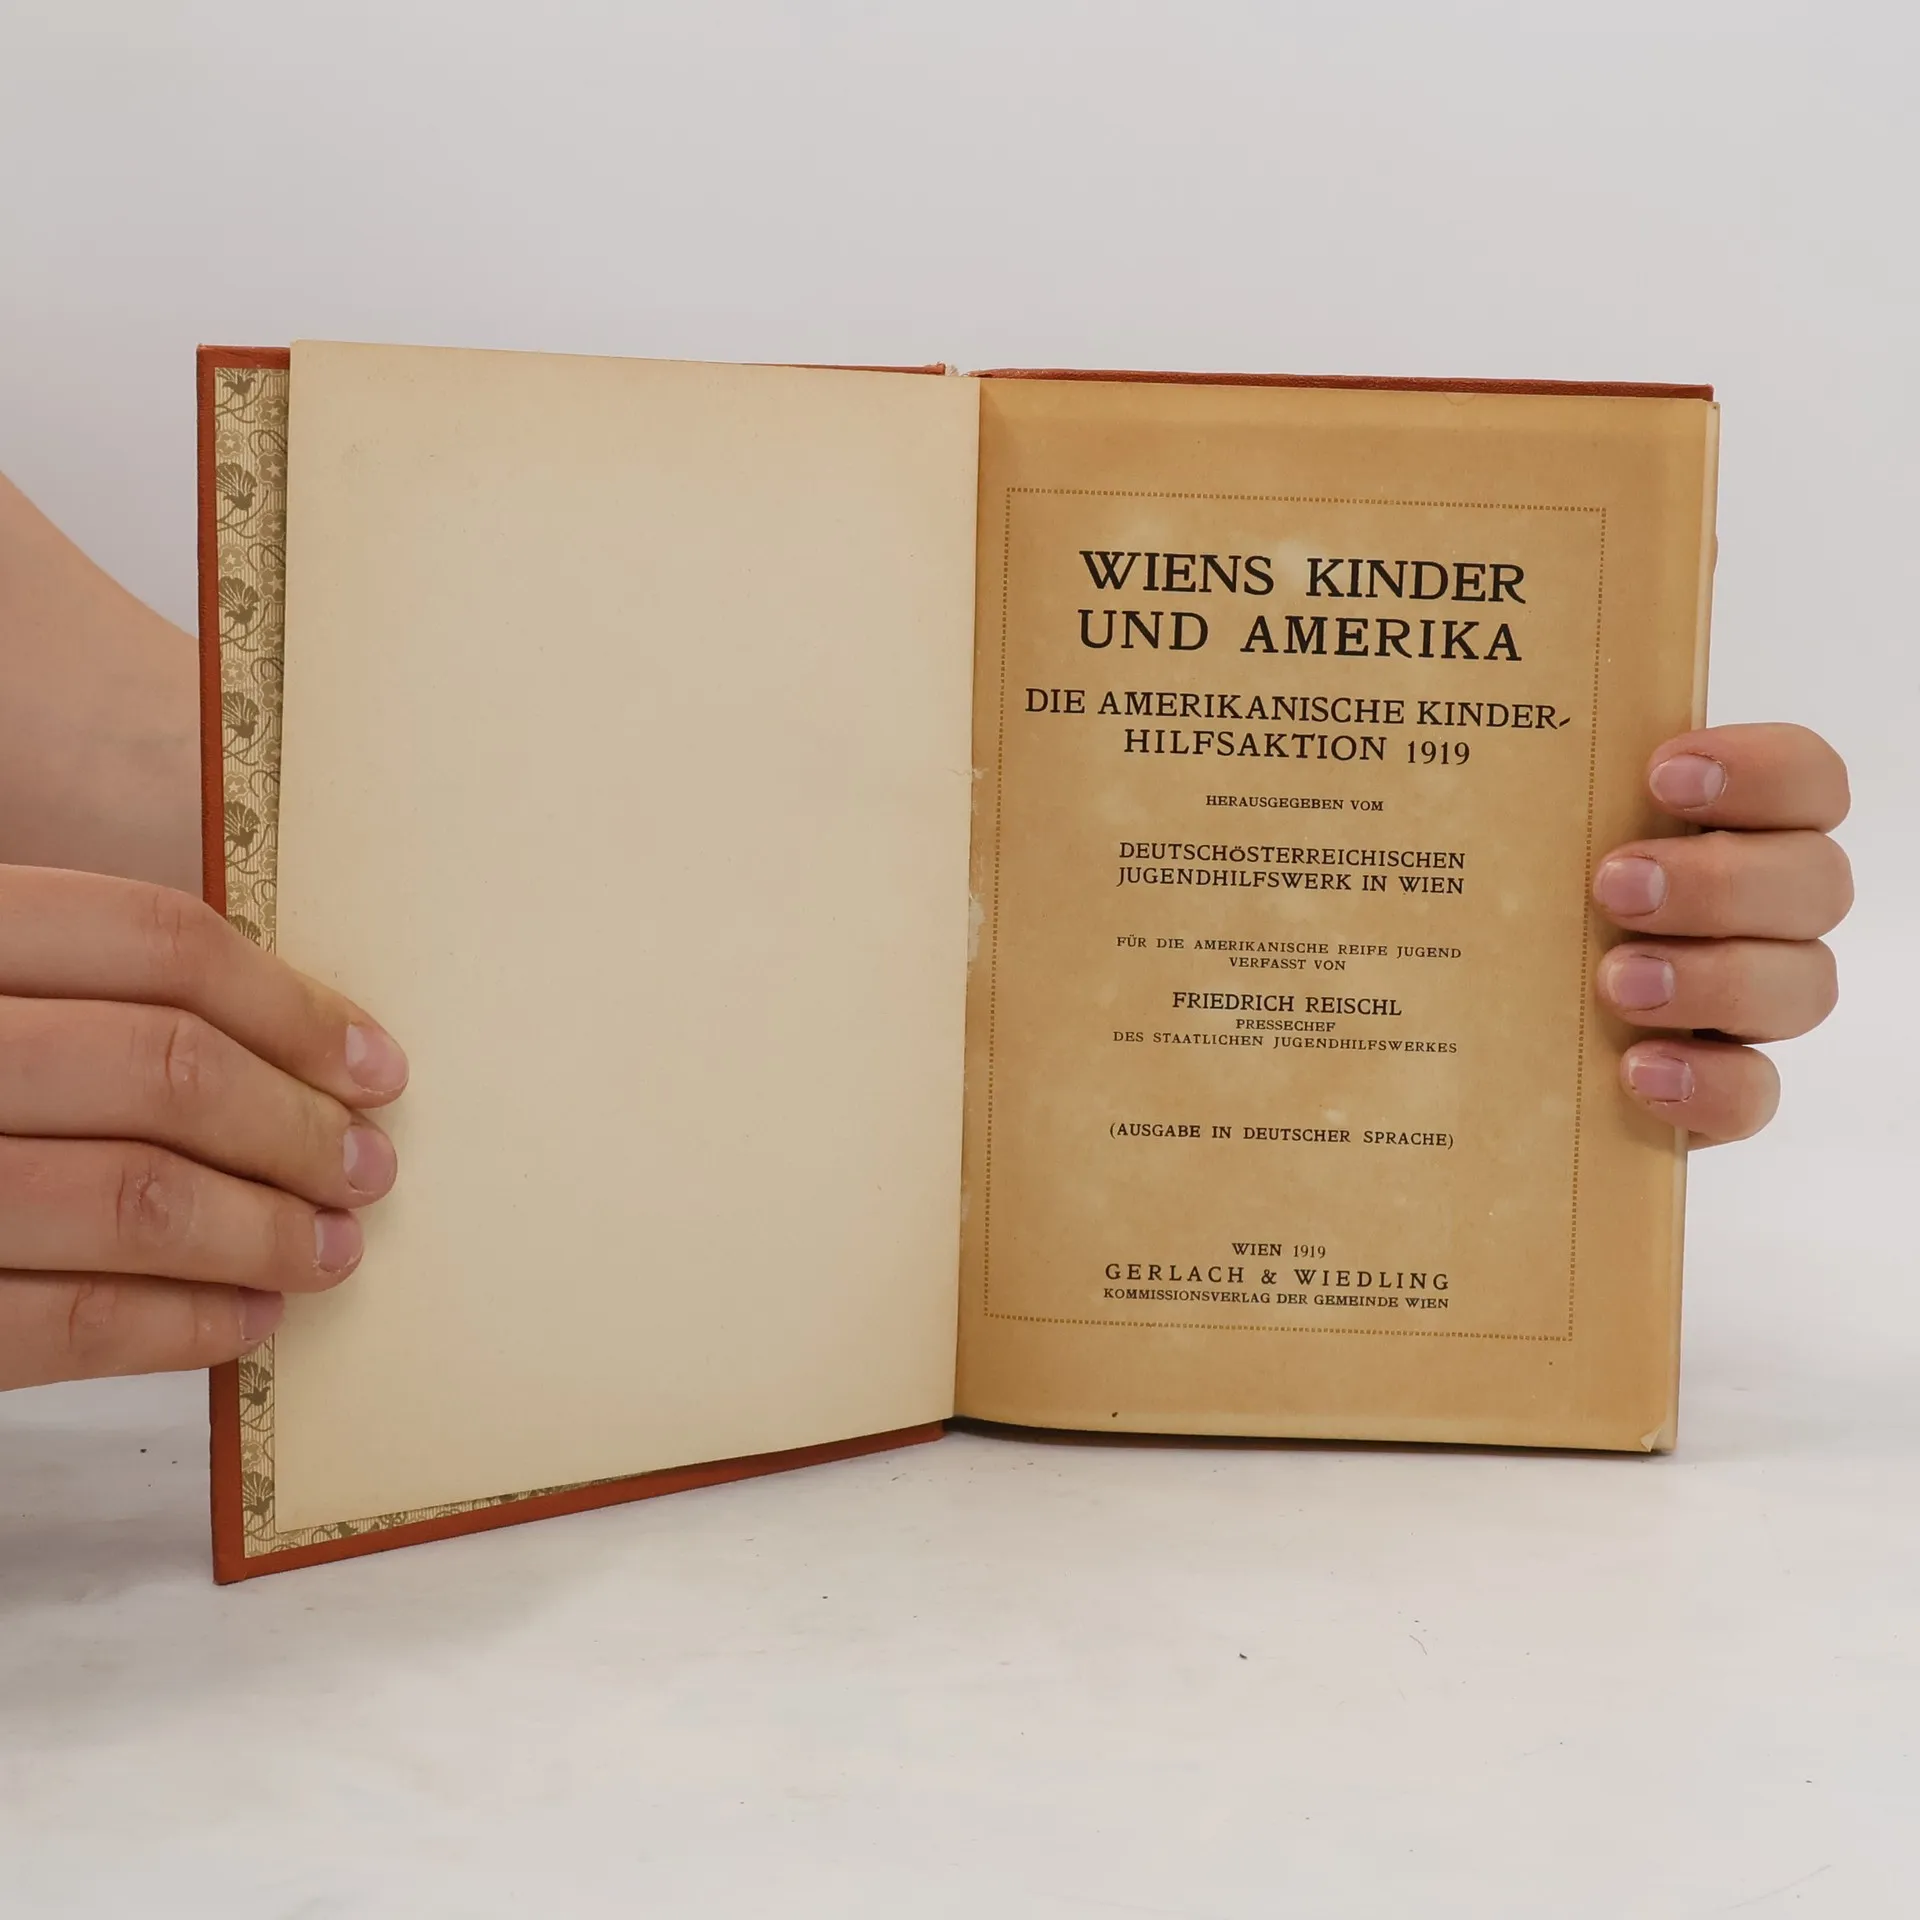 WIENS KINDER
UND AMERIKA
DIE AMERIKANISCHE KINDER-
HILFSAKTION 1919
HERAUSGEGEBEN VOM
DEUTSCHÖSTERREICHISCHEN
JUGENDHILFSWERK IN WIEN
FÜR DIE AMERIKANISCHE REIFE JUGEND
VERFASST VON
FRIEDRICH REISCHL
PRESSECHEF
DES STAATLICHEN JUGENDHILFSWERKES
(AUSGABE IN DEUTSCHER SPRACHE)
WIEN 1919
GERLACH & WIEDLING
KOMMISSIONSVERLAG DER GEMEINDE WIEN